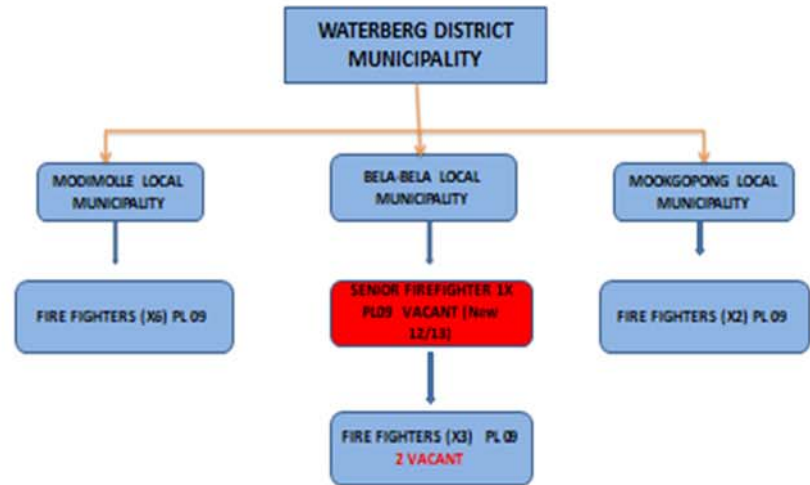 WATERBERG DISTRICT
MUNICIPALITY
MODIMOLLE LOCAL
MUNICIPALITY
BELA-BELA LOCAL
MUNICIPALITY
MOOKGOPONG LOCAL
MUNICIPALITY
FIRE FIGHTERS (X6) PL 09
SENIOR FIREFIGHTER 1X
PL09 VACANT (New
12/13)
FIRE FIGHTERS (X2) PL 09
FIRE FIGHTERS (X3) PL 09
2 VACANT